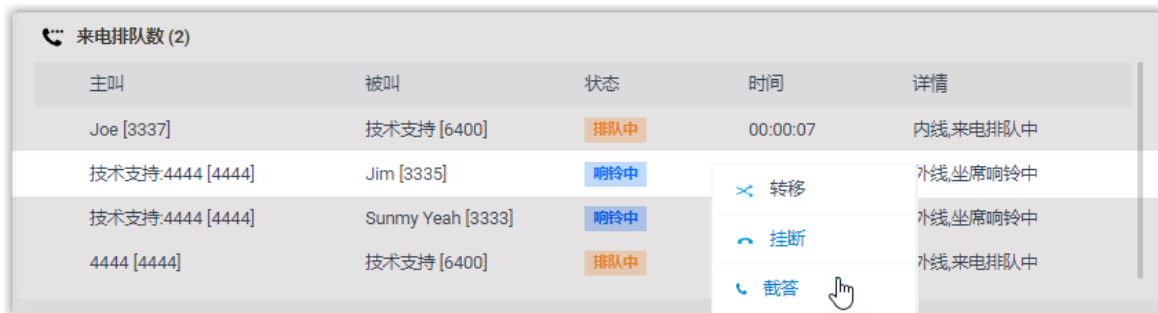 来电排队数 (2)
主叫 被叫 状态 时间 详情
Joe [3337] 技术支持 [6400] 排队中 00:00:07 内线,来电排队中
技术支持:4444 [4444] Jim [3335] 响铃中 外线,坐席响铃中
转移
技术支持:4444 [4444] Sunmy Yeah [3333] 响铃中 外线,坐席响铃中
挂断
4444 [4444] 技术支持 [6400] 排队中 外线,来电排队中
截答